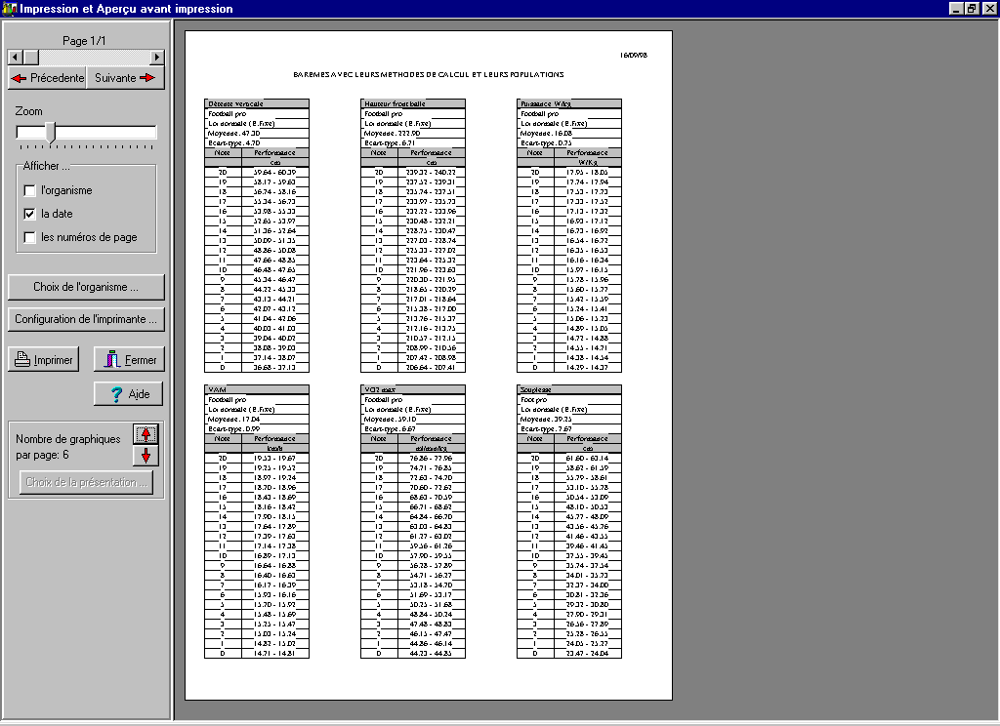 Impression et Aperçu avant impression
Page 1/1
Précedente Suivante
Zoom
Afficher ...
l'organisme
la date
les numéros de page
Choix de l'organisme ...
Configuration de l'imprimante ...
Imprimer Fermer
Aide
Nombre de graphiques
par page: 6
Choix de la présentation ...
16/09/98
BAREMES AVEC LEURS METHODES DE CALCUL ET LEURS POPULATIONS
Détente verticale
Football pro
Loi normale (E.Fixe)
Moyenne. 47.30
Ecart-type. 4.70
Note Performance
cm
20 59.64 - 60.39
19 58.17 - 59.63
18 56.74 - 58.16
17 55.34 - 56.73
16 53.98 - 55.33
15 52.65 - 53.97
14 51.36 - 52.64
13 50.09 - 51.35
12 48.86 - 50.08
11 47.66 - 48.85
10 46.48 - 47.65
9 45.34 - 46.47
8 44.22 - 45.33
7 43.13 - 44.21
6 42.07 - 43.12
5 41.04 - 42.06
4 40.03 - 41.03
3 39.04 - 40.02
2 38.08 - 39.03
1 37.14 - 38.07
0 36.68 - 37.13
Hauteur front balle
Football pro
Loi normale (E.Fixe)
Moyenne. 222.90
Ecart-type. 6.71
Note Performance
cm
20 239.32 - 240.22
19 237.52 - 239.31
18 235.74 - 237.51
17 233.97 - 235.73
16 232.22 - 233.96
15 230.48 - 232.21
14 228.75 - 230.47
13 227.03 - 228.74
12 225.33 - 227.02
11 223.64 - 225.32
10 221.96 - 223.63
9 220.30 - 221.95
8 218.65 - 220.29
7 217.01 - 218.64
6 215.38 - 217.00
5 213.76 - 215.37
4 212.16 - 213.75
3 210.57 - 212.15
2 208.99 - 210.56
1 207.42 - 208.98
0 206.64 - 207.41
Puissance W/kg
Football pro
Loi normale (E.Fixe)
Moyenne. 16.08
Ecart-type. 0.75
Note Performance
W/Kg
20 17.95 - 18.05
19 17.74 - 17.94
18 17.53 - 17.73
17 17.33 - 17.52
16 17.13 - 17.32
15 16.93 - 17.12
14 16.73 - 16.92
13 16.54 - 16.72
12 16.35 - 16.53
11 16.16 - 16.34
10 15.97 - 16.15
9 15.78 - 15.96
8 15.60 - 15.77
7 15.42 - 15.59
6 15.24 - 15.41
5 15.06 - 15.23
4 14.89 - 15.05
3 14.72 - 14.88
2 14.55 - 14.71
1 14.38 - 14.54
0 14.29 - 14.37
VAM
Football pro
Loi normale (E.Fixe)
Moyenne. 17.04
Ecart-type. 0.99
Note Performance
km/h
20 19.53 - 19.67
19 19.25 - 19.52
18 18.97 - 19.24
17 18.70 - 18.96
16 18.43 - 18.69
15 18.16 - 18.42
14 17.90 - 18.15
13 17.64 - 17.89
12 17.39 - 17.63
11 17.14 - 17.38
10 16.89 - 17.13
9 16.64 - 16.88
8 16.40 - 16.63
7 16.17 - 16.39
6 15.93 - 16.16
5 15.70 - 15.92
4 15.48 - 15.69
3 15.25 - 15.47
2 15.03 - 15.24
1 14.82 - 15.02
0 14.71 - 14.81
VO2 max
Football pro
Loi normale (E.Fixe)
Moyenne. 59.10
Ecart-type. 6.67
Note Performance
ml/mn/kg
20 76.86 - 77.96
19 74.71 - 76.85
18 72.63 - 74.70
17 70.60 - 72.62
16 68.63 - 70.59
15 66.71 - 68.62
14 64.84 - 66.70
13 63.03 - 64.83
12 61.27 - 63.02
11 59.56 - 61.26
10 57.90 - 59.55
9 56.28 - 57.89
8 54.71 - 56.27
7 53.18 - 54.70
6 51.69 - 53.17
5 50.25 - 51.68
4 48.84 - 50.24
3 47.48 - 48.83
2 46.15 - 47.47
1 44.86 - 46.14
0 44.23 - 44.85
Souplesse
Foot pro
Loi normale (E.Fixe)
Moyenne. 39.25
Ecart-type. 7.67
Note Performance
cm
20 61.60 - 63.14
19 58.62 - 61.59
18 55.79 - 58.61
17 53.10 - 55.78
16 50.54 - 53.09
15 48.10 - 50.53
14 45.77 - 48.09
13 43.56 - 45.76
12 41.46 - 43.55
11 39.46 - 41.45
10 37.55 - 39.45
9 35.74 - 37.54
8 34.01 - 35.73
7 32.37 - 34.00
6 30.81 - 32.36
5 29.32 - 30.80
4 27.90 - 29.31
3 26.56 - 27.89
2 25.28 - 26.55
1 24.05 - 25.27
0 23.47 - 24.04